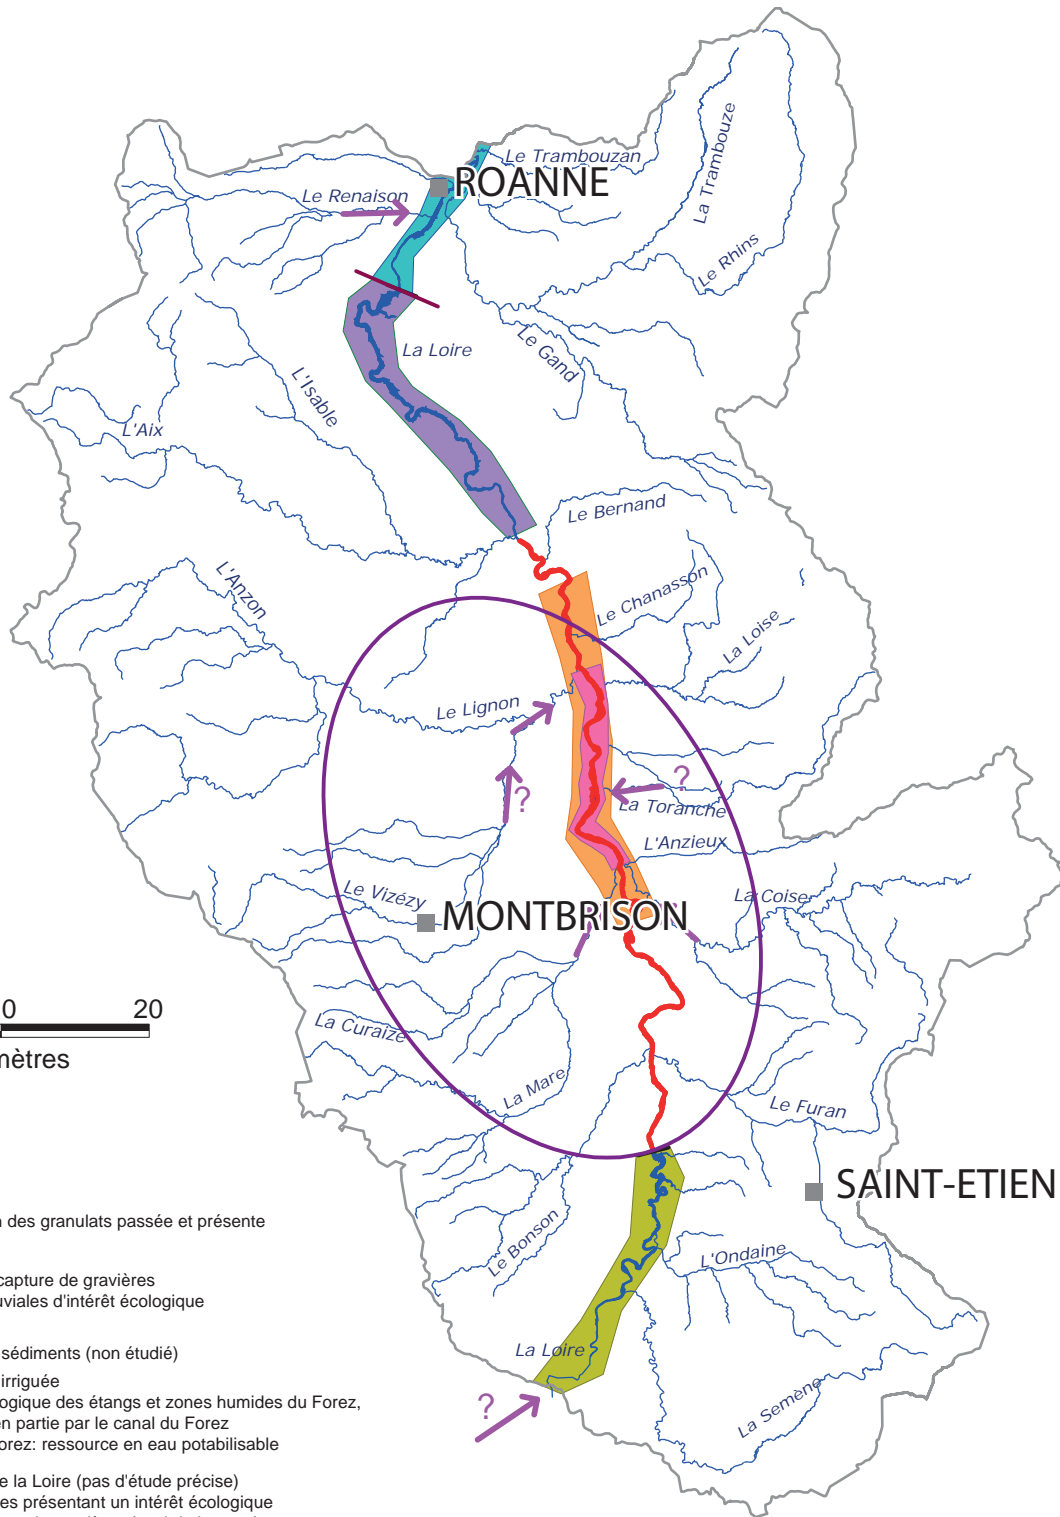 Le Trambouzan
ROANNE
La Trambouze
Le Renaison
Le Rhins
La Loire
Le Gand
L'Isable
L'Aix
Le Bernand
L'Anzon
Le Chanasson
La Loise
Le Lignon
?
?
La Toranche
L'Anzieux
Le Vizézy
La Coise
MONTBRISON
0 20
mètres
La Curaize
La Mare
Le Furan
SAINT-ETIEN
des granulats passée et présente
Le Bonson
L'Ondaine
capture de gravières
uviales d'intérêt écologique
La Loire
sédiments (non étudié)
irriguée
ogique des étangs et zones humides du Forez,
en partie par le canal du Forez
?
La Semène
orez: ressource en eau potabilisable
e la Loire (pas d'étude précise)
es présentant un intérêt écologique